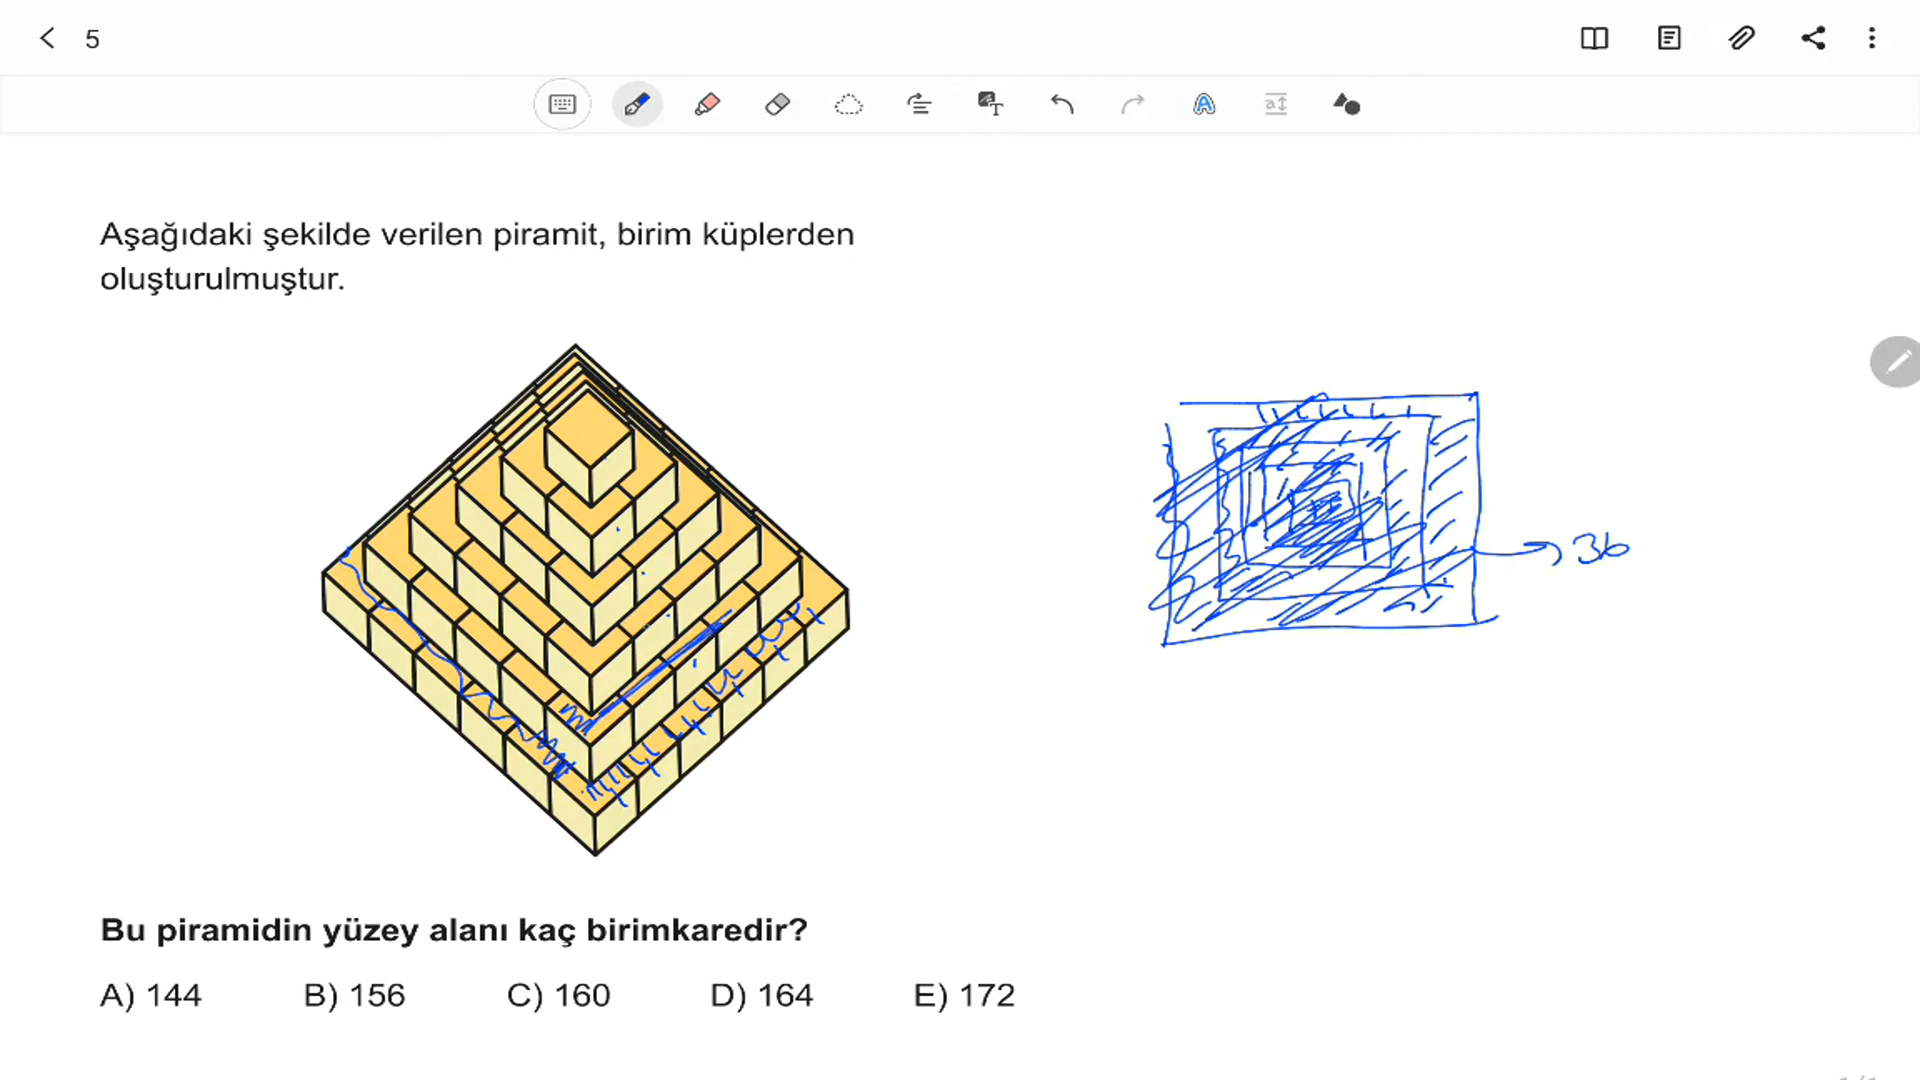 5
Aşağıdaki şekilde verilen piramit, birim küplerden
oluşturulmuştur.
36
Bu piramidin yüzey alanı kaç birimkaredir?
A) 144 B) 156 C) 160 D) 164 E) 172